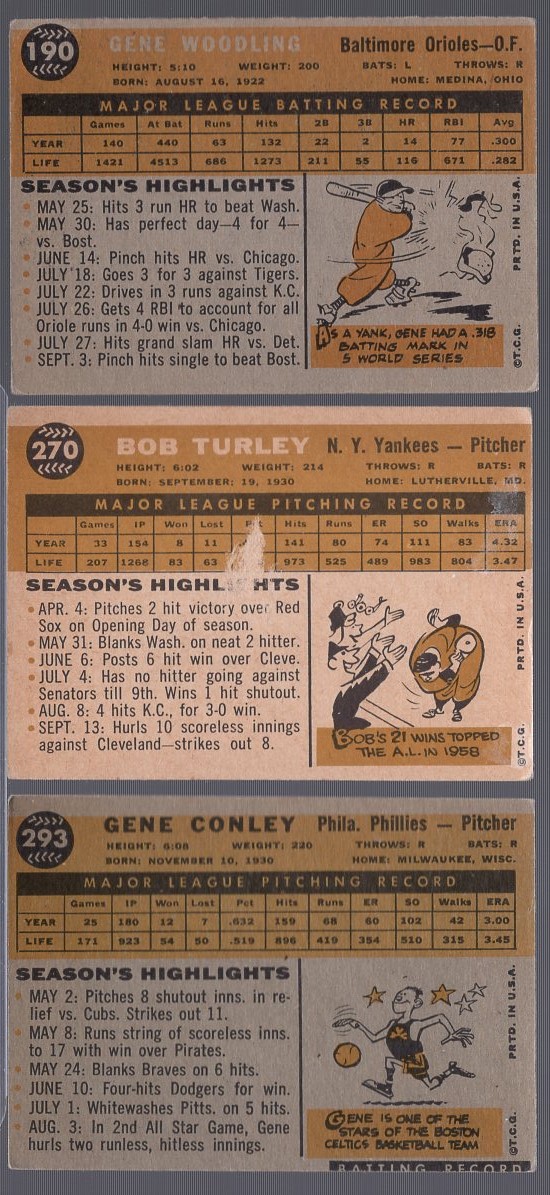 190
GENE WOODLING Baltimore Orioles—O.F.
HEIGHT: 5:10 WEIGHT: 200 BATS: L THROWS: R
BORN: AUGUST 16, 1922 HOME: MEDINA, OHIO
MAJOR LEAGUE BATTING RECORD
Games At Bat Runs Hits 2B 3B HR RBI Avg
YEAR 140 440 63 132 22 2 14 77 .300
LIFE 1421 4513 686 1273 211 55 116 671 .282
SEASON'S HIGHLIGHTS
• MAY 25: Hits 3 run HR to beat Wash.
• MAY 30: Has perfect day—4 for 4—
vs. Bost.
• JUNE 14: Pinch hits HR vs. Chicago.
• JULY 18: Goes 3 for 3 against Tigers.
• JULY 22: Drives in 3 runs against K.C.
• JULY 26: Gets 4 RBI to account for all
Oriole runs in 4-0 win vs. Chicago.
• JULY 27: Hits grand slam HR vs. Det.
• SEPT. 3: Pinch hits single to beat Bost.
AS A YANK, GENE HAD A .318
BATTING MARK IN
5 WORLD SERIES
©T.C.G. PRTD. IN U.S.A.
270
BOB TURLEY N. Y. Yankees — Pitcher
HEIGHT: 6:02 WEIGHT: 214 THROWS: R BATS: R
BORN: SEPTEMBER 19, 1930 HOME: LUTHERVILLE, MD.
MAJOR LEAGUE PITCHING RECORD
Games IP Won Lost Hits Runs ER SO Walks ERA
YEAR 33 154 8 11 141 80 74 111 83 4.32
LIFE 207 1268 83 63 973 525 489 983 804 3.47
SEASON'S HIGHL HTS
• APR. 4: Pitches 2 hit victory over Red
Sox on Opening Day of season.
• MAY 31: Blanks Wash. on neat 2 hitter.
• JUNE 6: Posts 6 hit win over Cleve.
• JULY 4: Has no hitter going against
Senators till 9th. Wins 1 hit shutout.
• AUG. 8: 4 hits K.C., for 3-0 win.
• SEPT. 13: Hurls 10 scoreless innings
against Cleveland—strikes out 8.
BOB'S 21 WINS TOPPED
THE A.L. IN 1958
©T.C.G. PRTD. IN U.S.A.
293
GENE CONLEY Phila. Phillies — Pitcher
HEIGHT: 6:08 WEIGHT: 220 THROWS: R BATS: R
BORN: NOVEMBER 10, 1930 HOME: MILWAUKEE, WISC.
MAJOR LEAGUE PITCHING RECORD
Games IP Won Lost Pct Hits Runs ER SO Walks ERA
YEAR 25 180 12 7 .632 159 68 60 102 42 3.00
LIFE 171 923 54 50 .519 896 419 354 510 315 3.45
SEASON'S HIGHLIGHTS
• MAY 2: Pitches 8 shutout inns. in re-
lief vs. Cubs. Strikes out 11.
• MAY 8: Runs string of scoreless inns.
to 17 with win over Pirates.
• MAY 24: Blanks Braves on 6 hits.
• JUNE 10: Four-hits Dodgers for win.
• JULY 1: Whitewashes Pitts. on 5 hits.
• AUG. 3: In 2nd All Star Game, Gene
hurls two runless, hitless innings.
GENE IS ONE OF THE
STARS OF THE BOSTON
CELTICS BASKETBALL TEAM
©T.C.G. PRTD. IN U.S.A.
BATTING RECORD